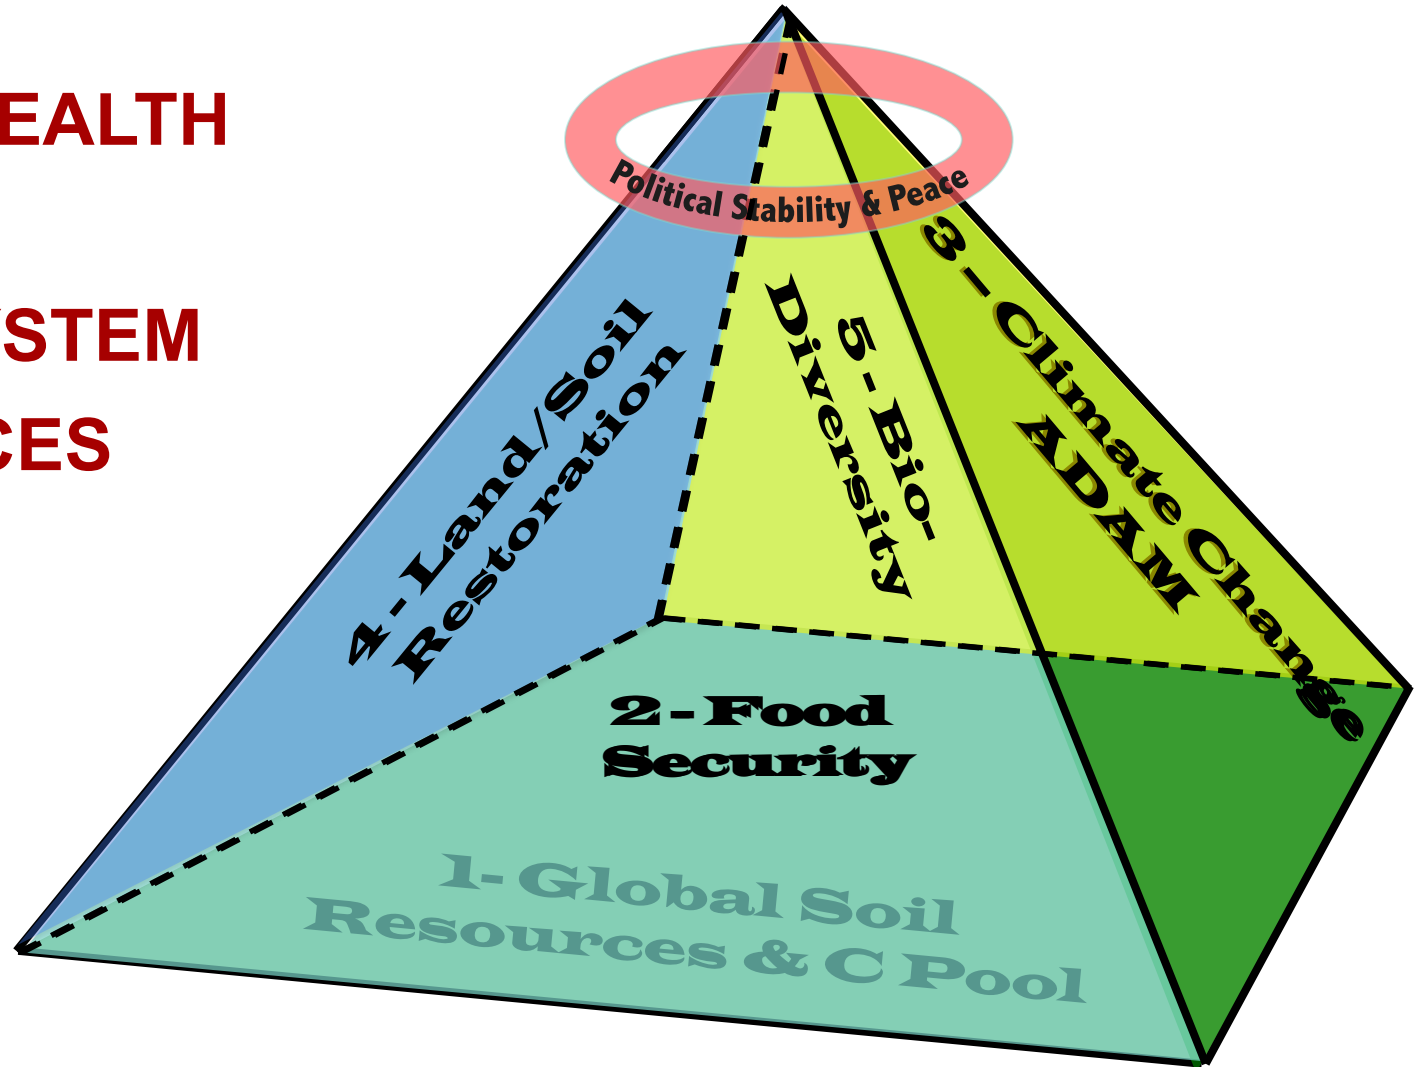 EALTH
YSTEM
CES
Political Stability & Peace
3 - Climate Change
ADAM
5 - Bio-
Diversity
4 - Land/Soil
Restoration
2 - Food
Security
1- Global Soil
Resources & C Pool